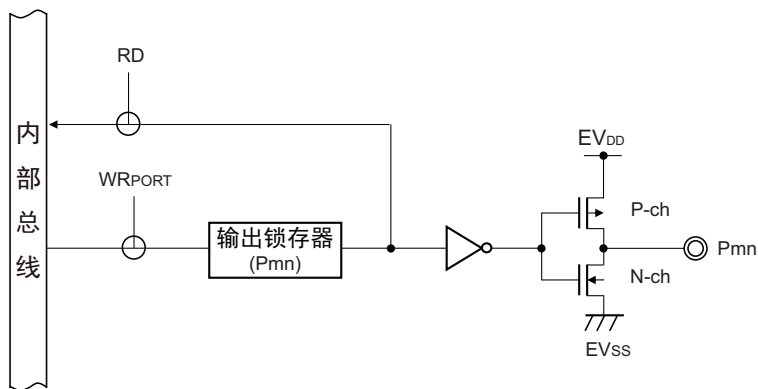 RD
内部总线
WRPORT
输出锁存器
(Pmn)
EVDD
P-ch
Pmn
N-ch
EVSS